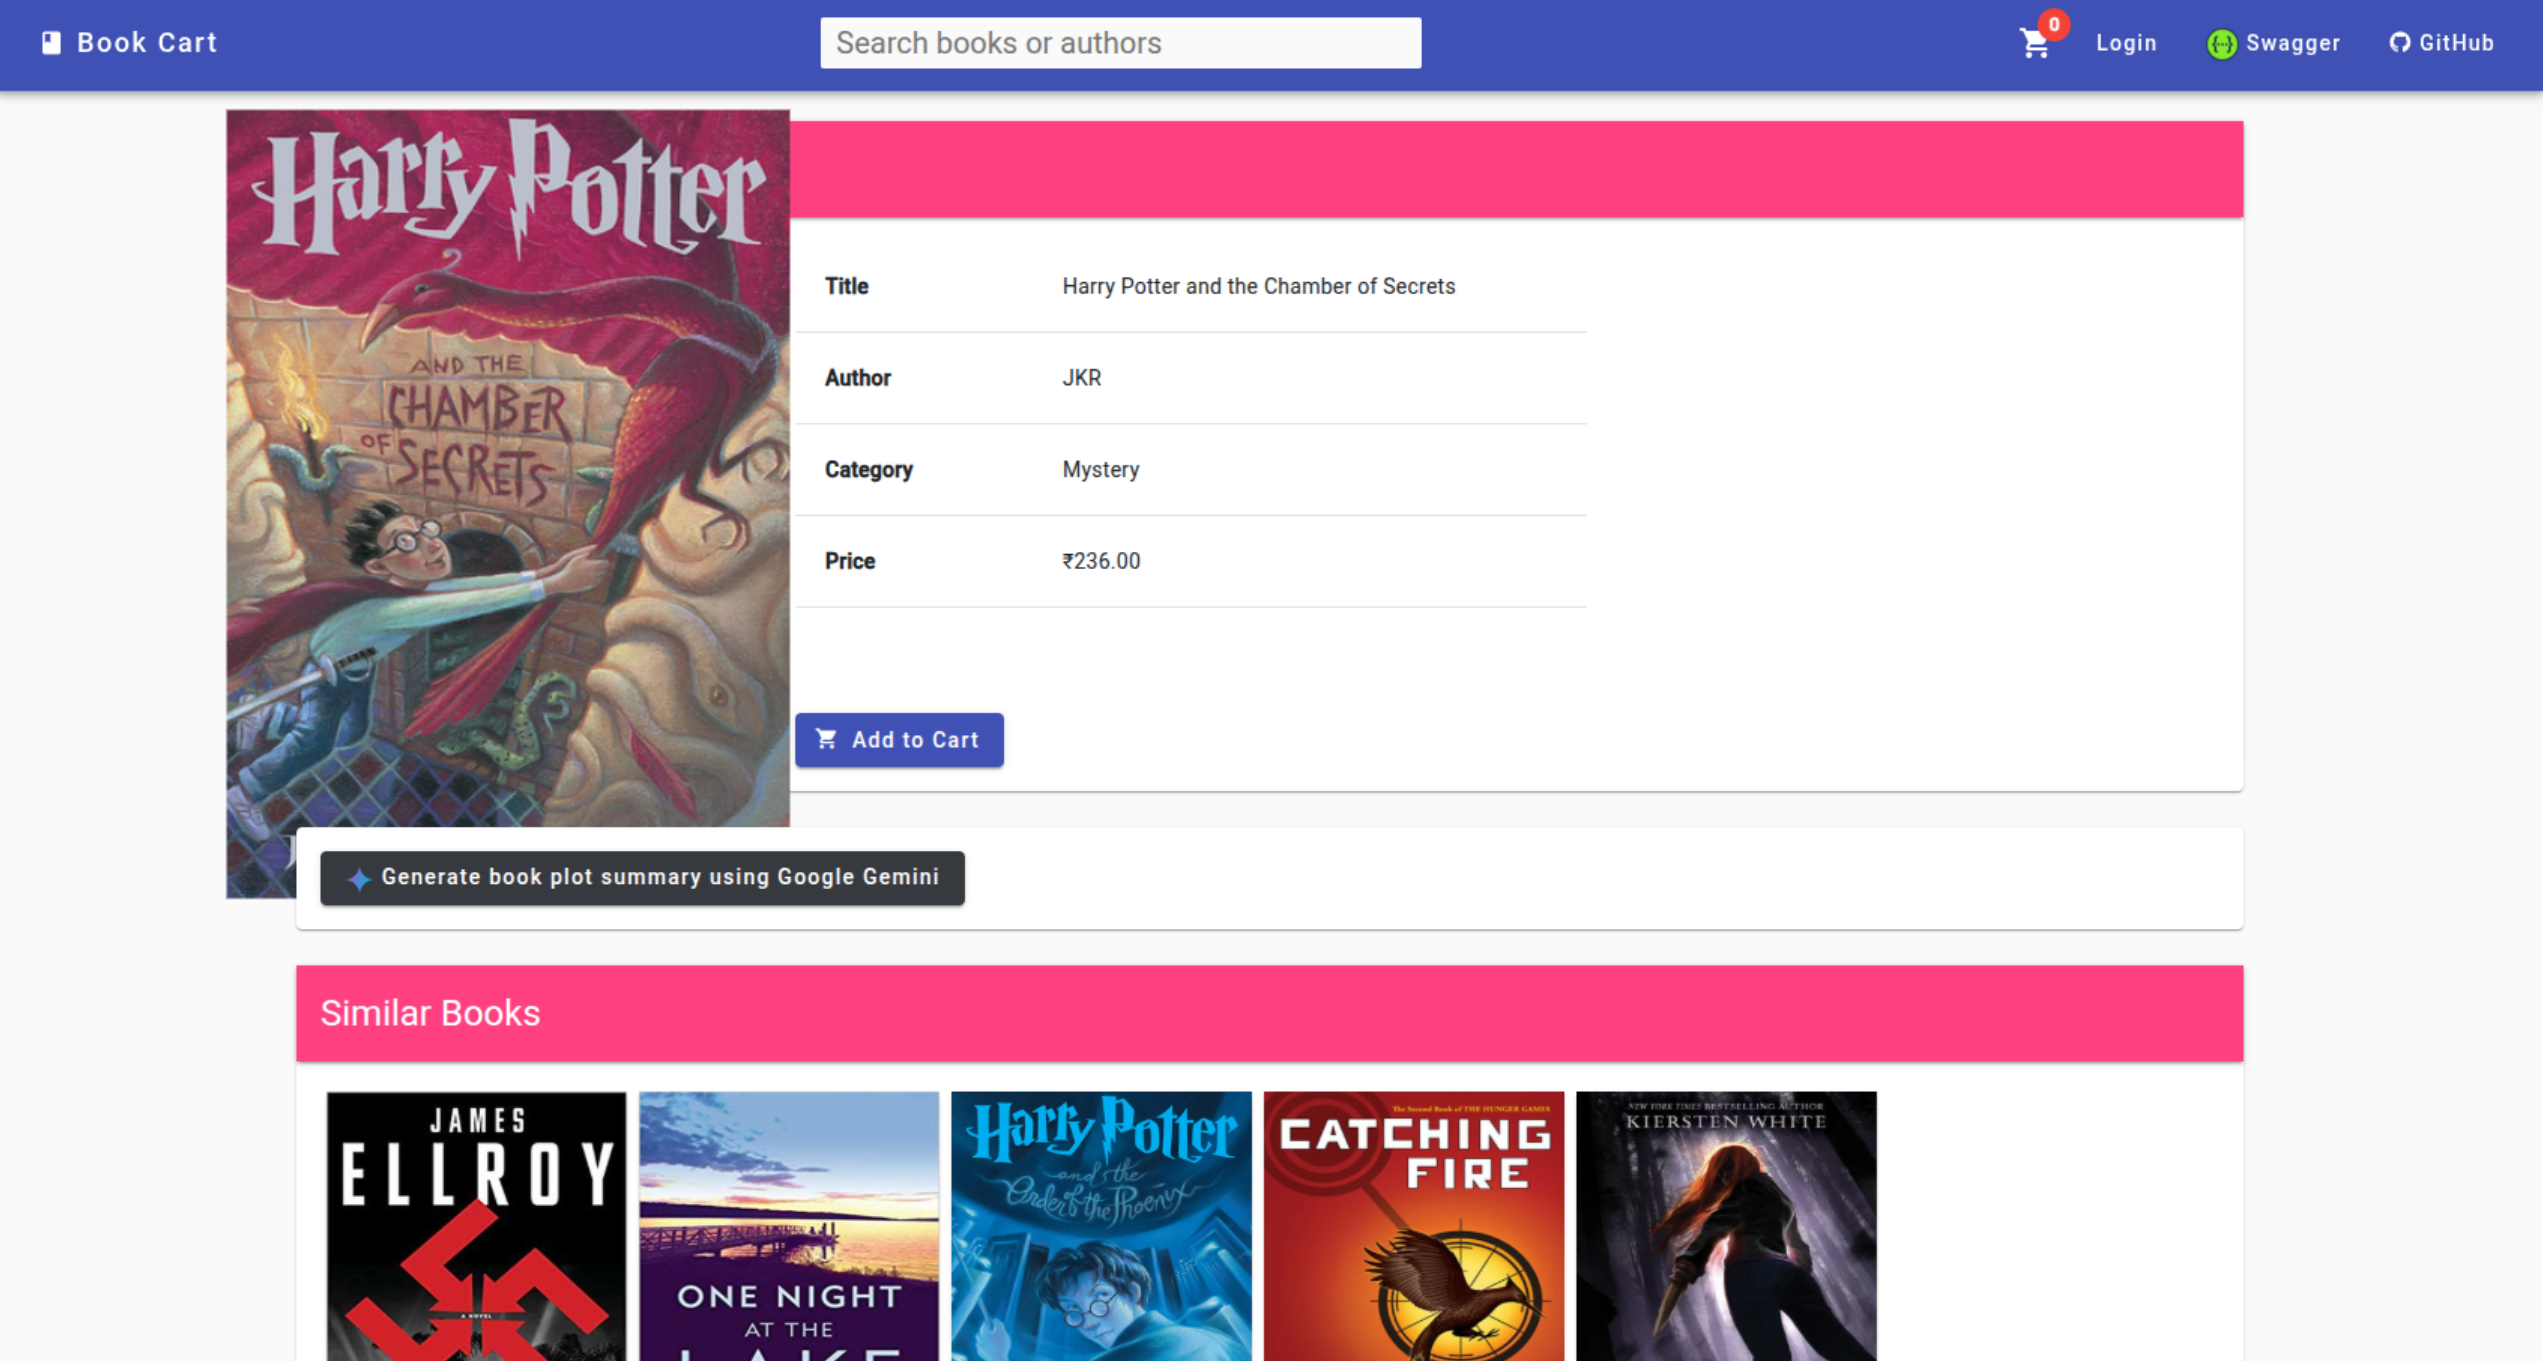 Book Cart
Search books or authors
0
Login
Swagger
GitHub
Harry Potter
AND THE
CHAMBER
OF SECRETS
Title Harry Potter and the Chamber of Secrets
Author JKR
Category Mystery
Price ₹236.00
Add to Cart
Generate book plot summary using Google Gemini
Similar Books
JAMES
ELLROY
A NOVEL
ONE NIGHT
AT THE
LAKE
Harry Potter
and the
Order of the Phoenix
The Second Book of THE HUNGER GAMES
CATCHING
FIRE
NEW YORK TIMES BESTSELLING AUTHOR
KIERSTEN WHITE